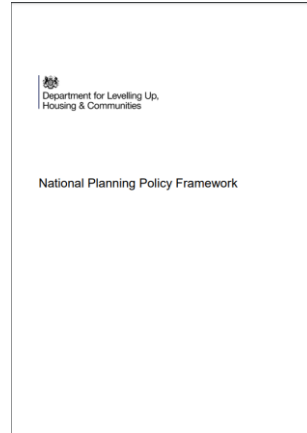 Department for Levelling Up,
Housing & Communities
National Planning Policy Framework